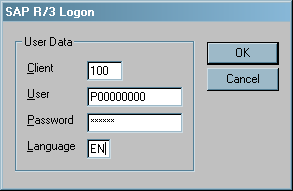 SAP R/3 Logon
User Data
Client 100
User P00000000
Password ******
Language EN
OK
Cancel